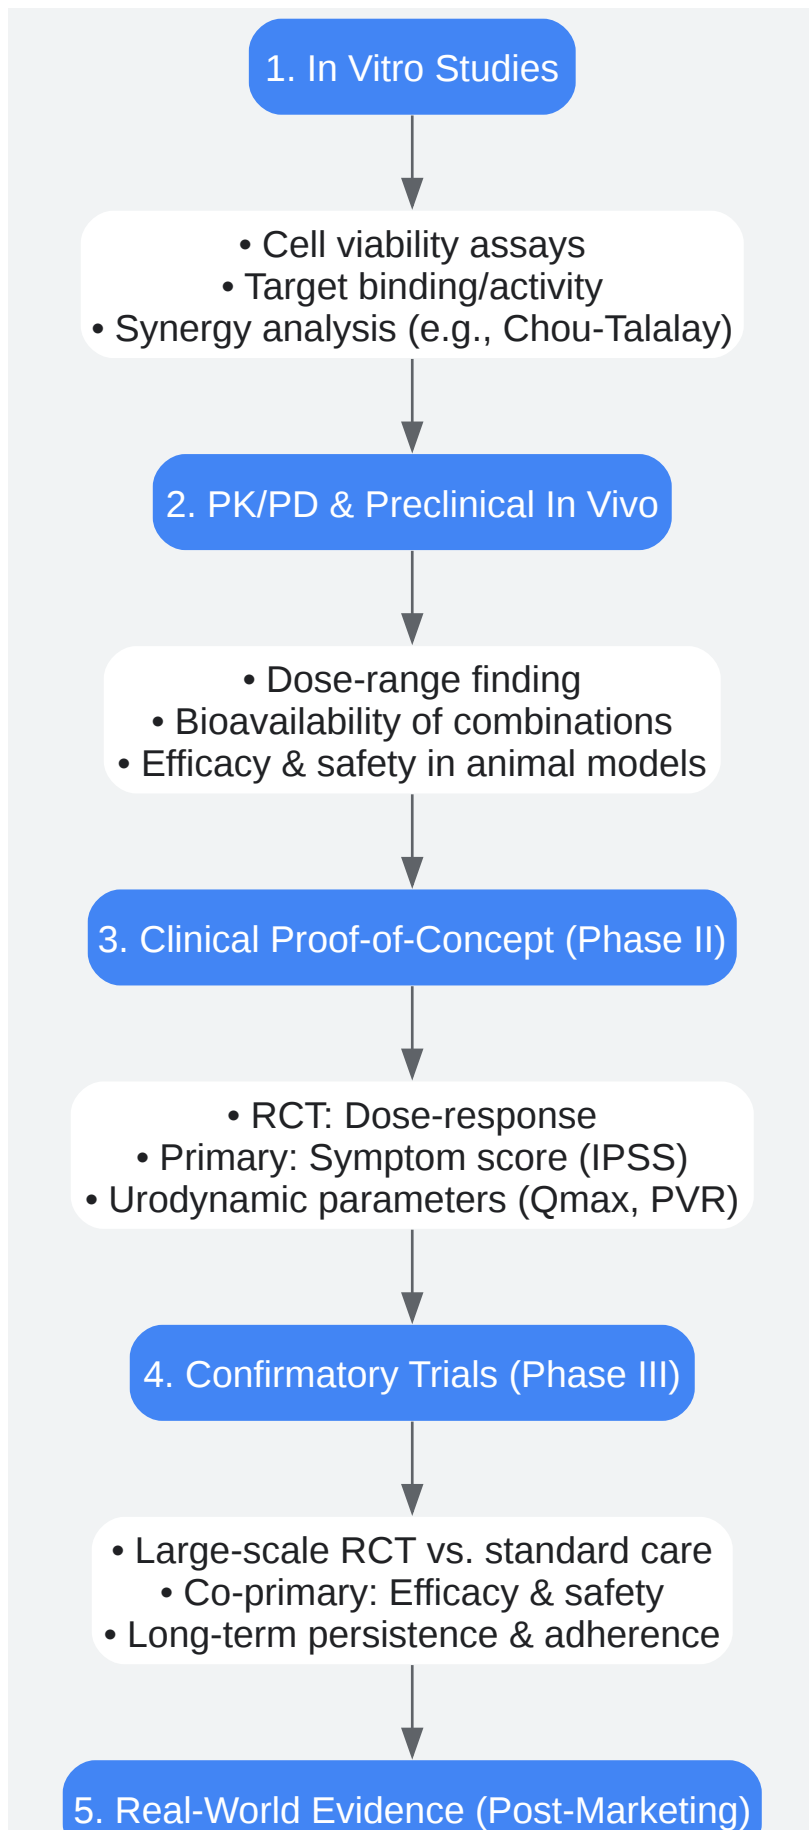 1. In Vitro Studies
• Cell viability assays
• Target binding/activity
• Synergy analysis (e.g., Chou-Talalay)
2. PK/PD & Preclinical In Vivo
• Dose-range finding
• Bioavailability of combinations
• Efficacy & safety in animal models
3. Clinical Proof-of-Concept (Phase II)
• RCT: Dose-response
• Primary: Symptom score (IPSS)
• Urodynamic parameters (Qmax, PVR)
4. Confirmatory Trials (Phase III)
• Large-scale RCT vs. standard care
• Co-primary: Efficacy & safety
• Long-term persistence & adherence
5. Real-World Evidence (Post-Marketing)